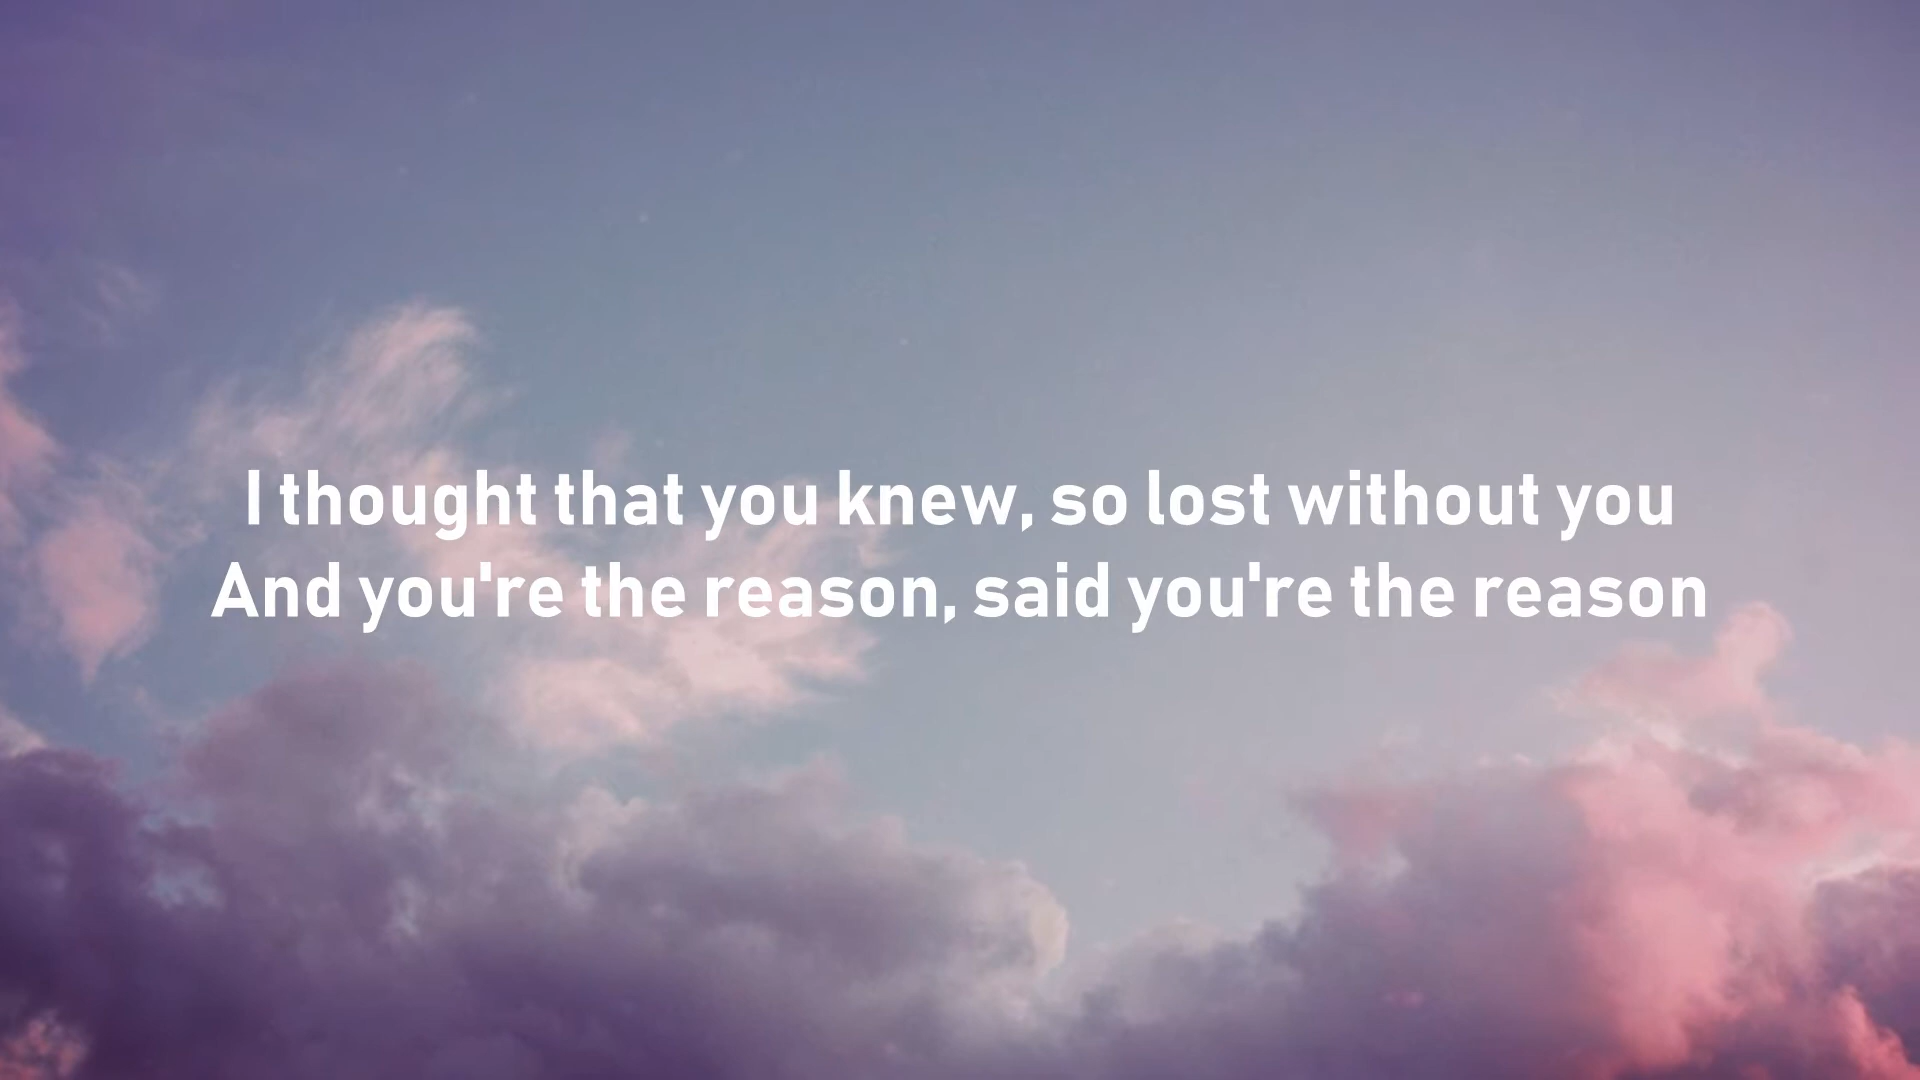 I thought that you knew, so lost without you
And you're the reason, said you're the reason